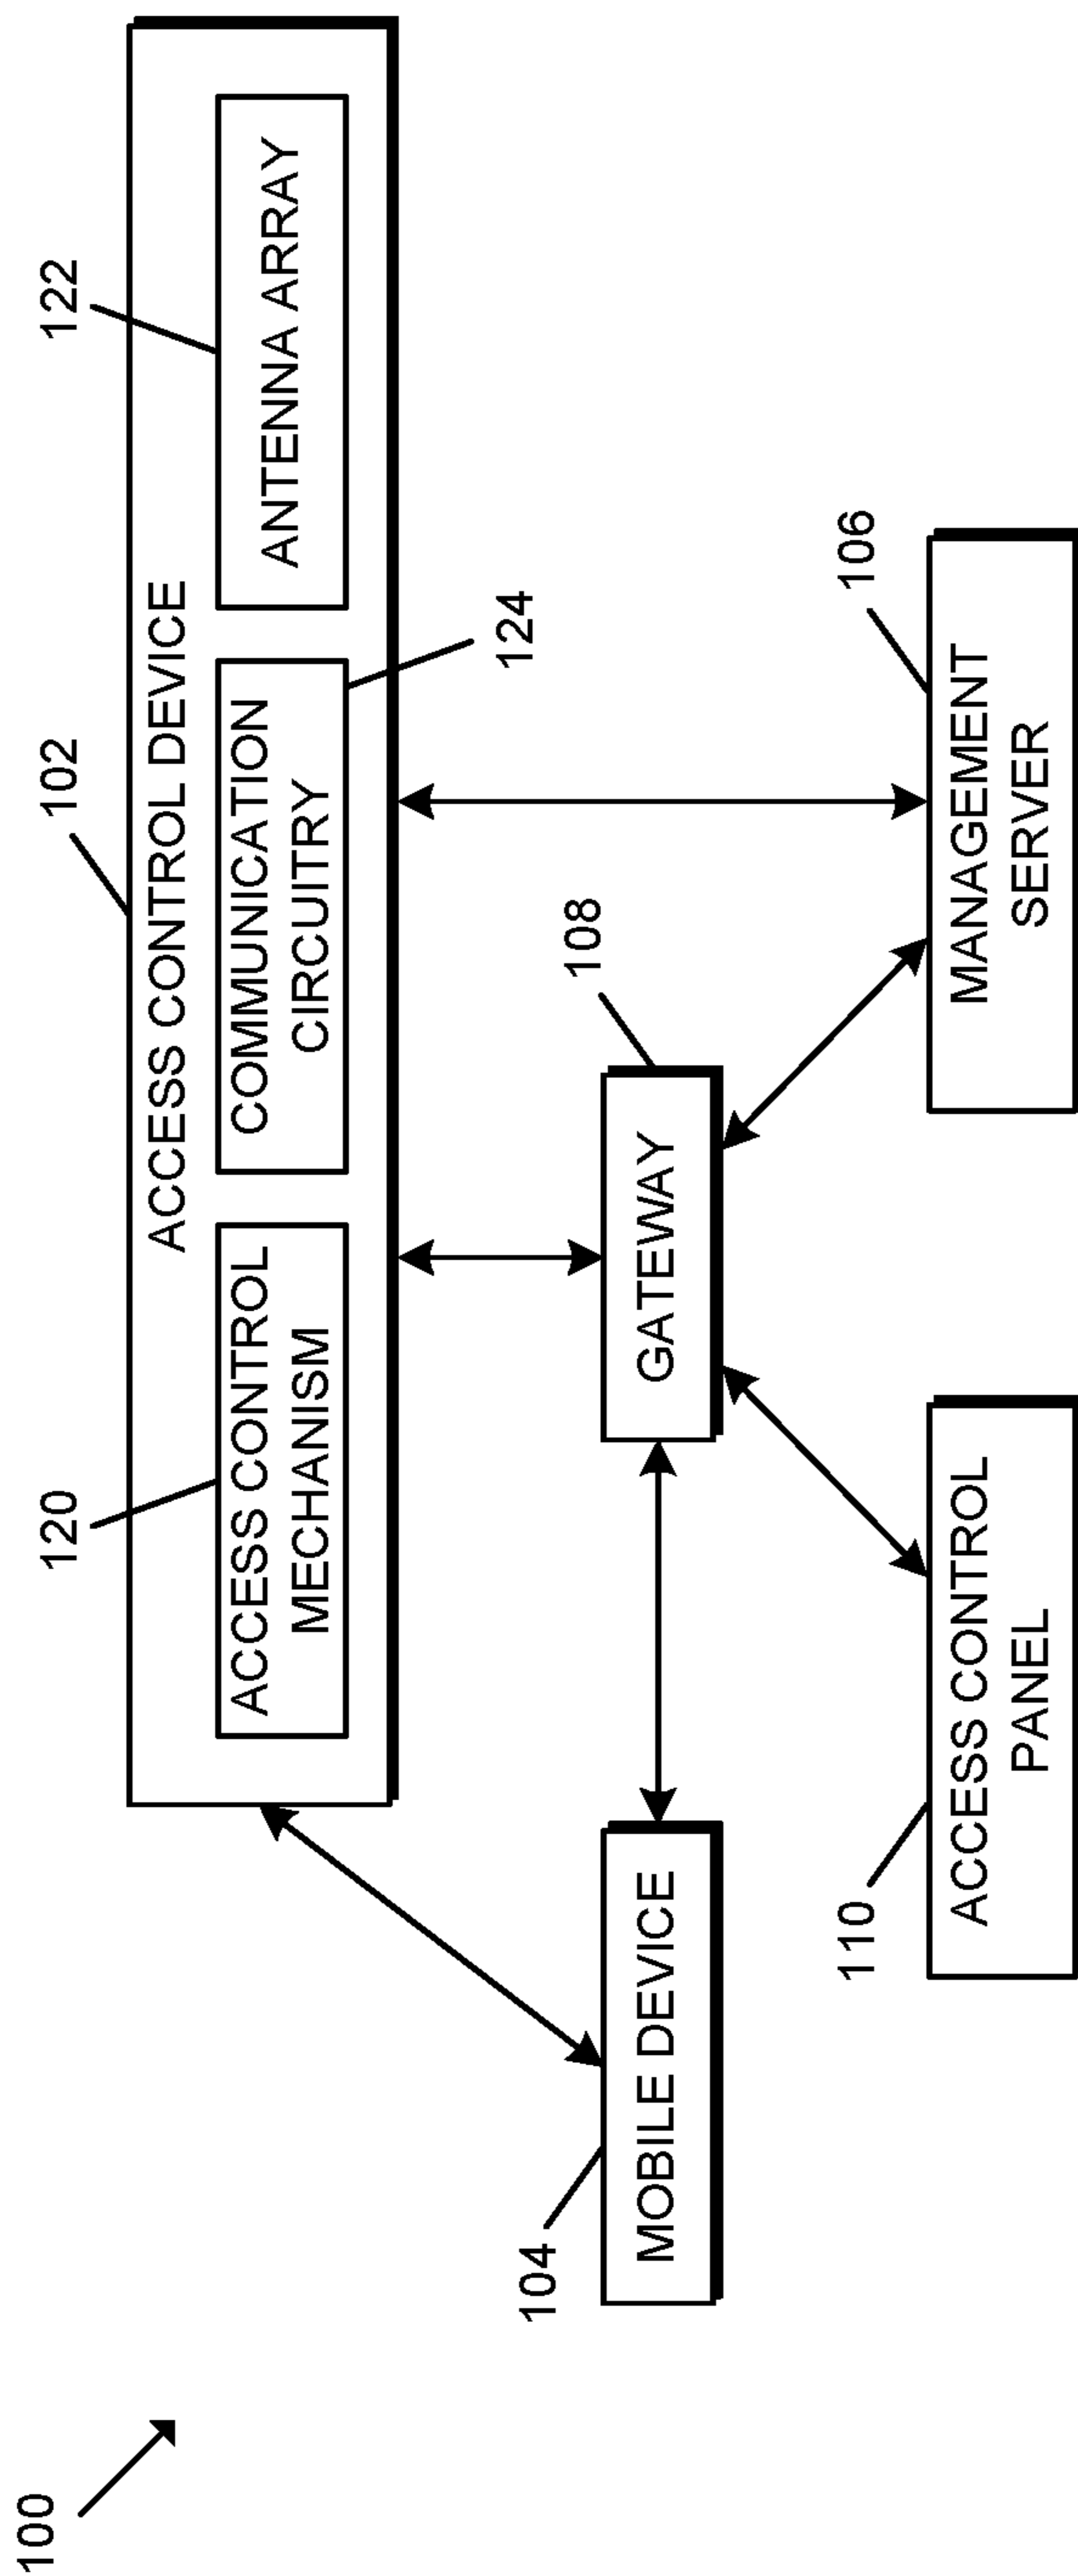 100
102
ACCESS CONTROL DEVICE
120
ACCESS CONTROL
MECHANISM
COMMUNICATION
CIRCUITRY
124
122
ANTENNA ARRAY
104
MOBILE DEVICE
108
GATEWAY
110
ACCESS CONTROL
PANEL
106
MANAGEMENT
SERVER